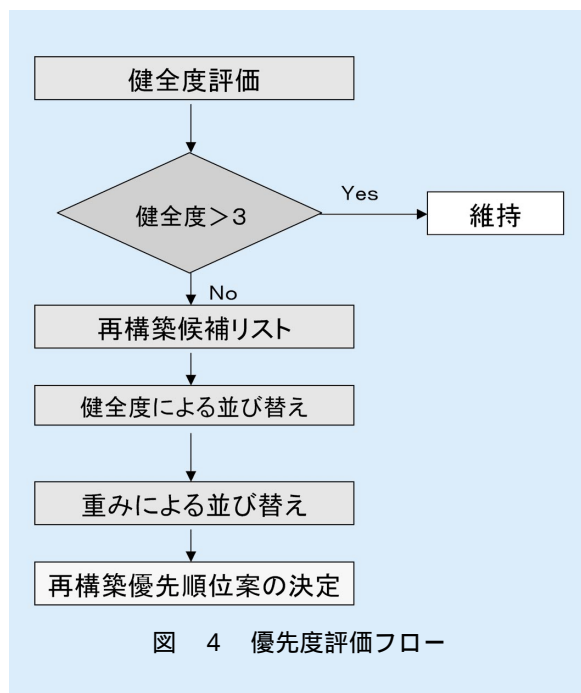 健全度評価
健全度＞3
Yes
維持
No
再構築候補リスト
健全度による並び替え
重みによる並び替え
再構築優先順位案の決定
図　4　優先度評価フロー